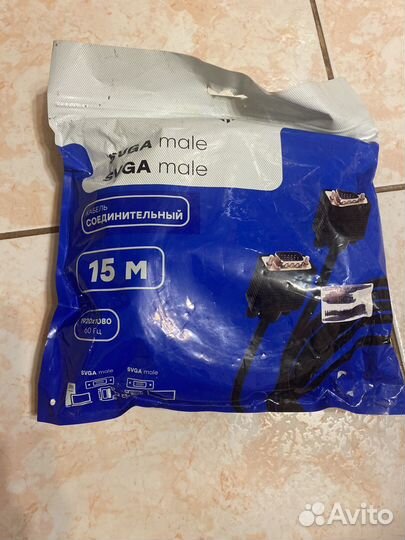 SVGA male
SVGA male
КАБЕЛЬ
СОЕДИНИТЕЛЬНЫЙ
15 М
1920x1080
60 Гц
SVGA male SVGA male
Avito